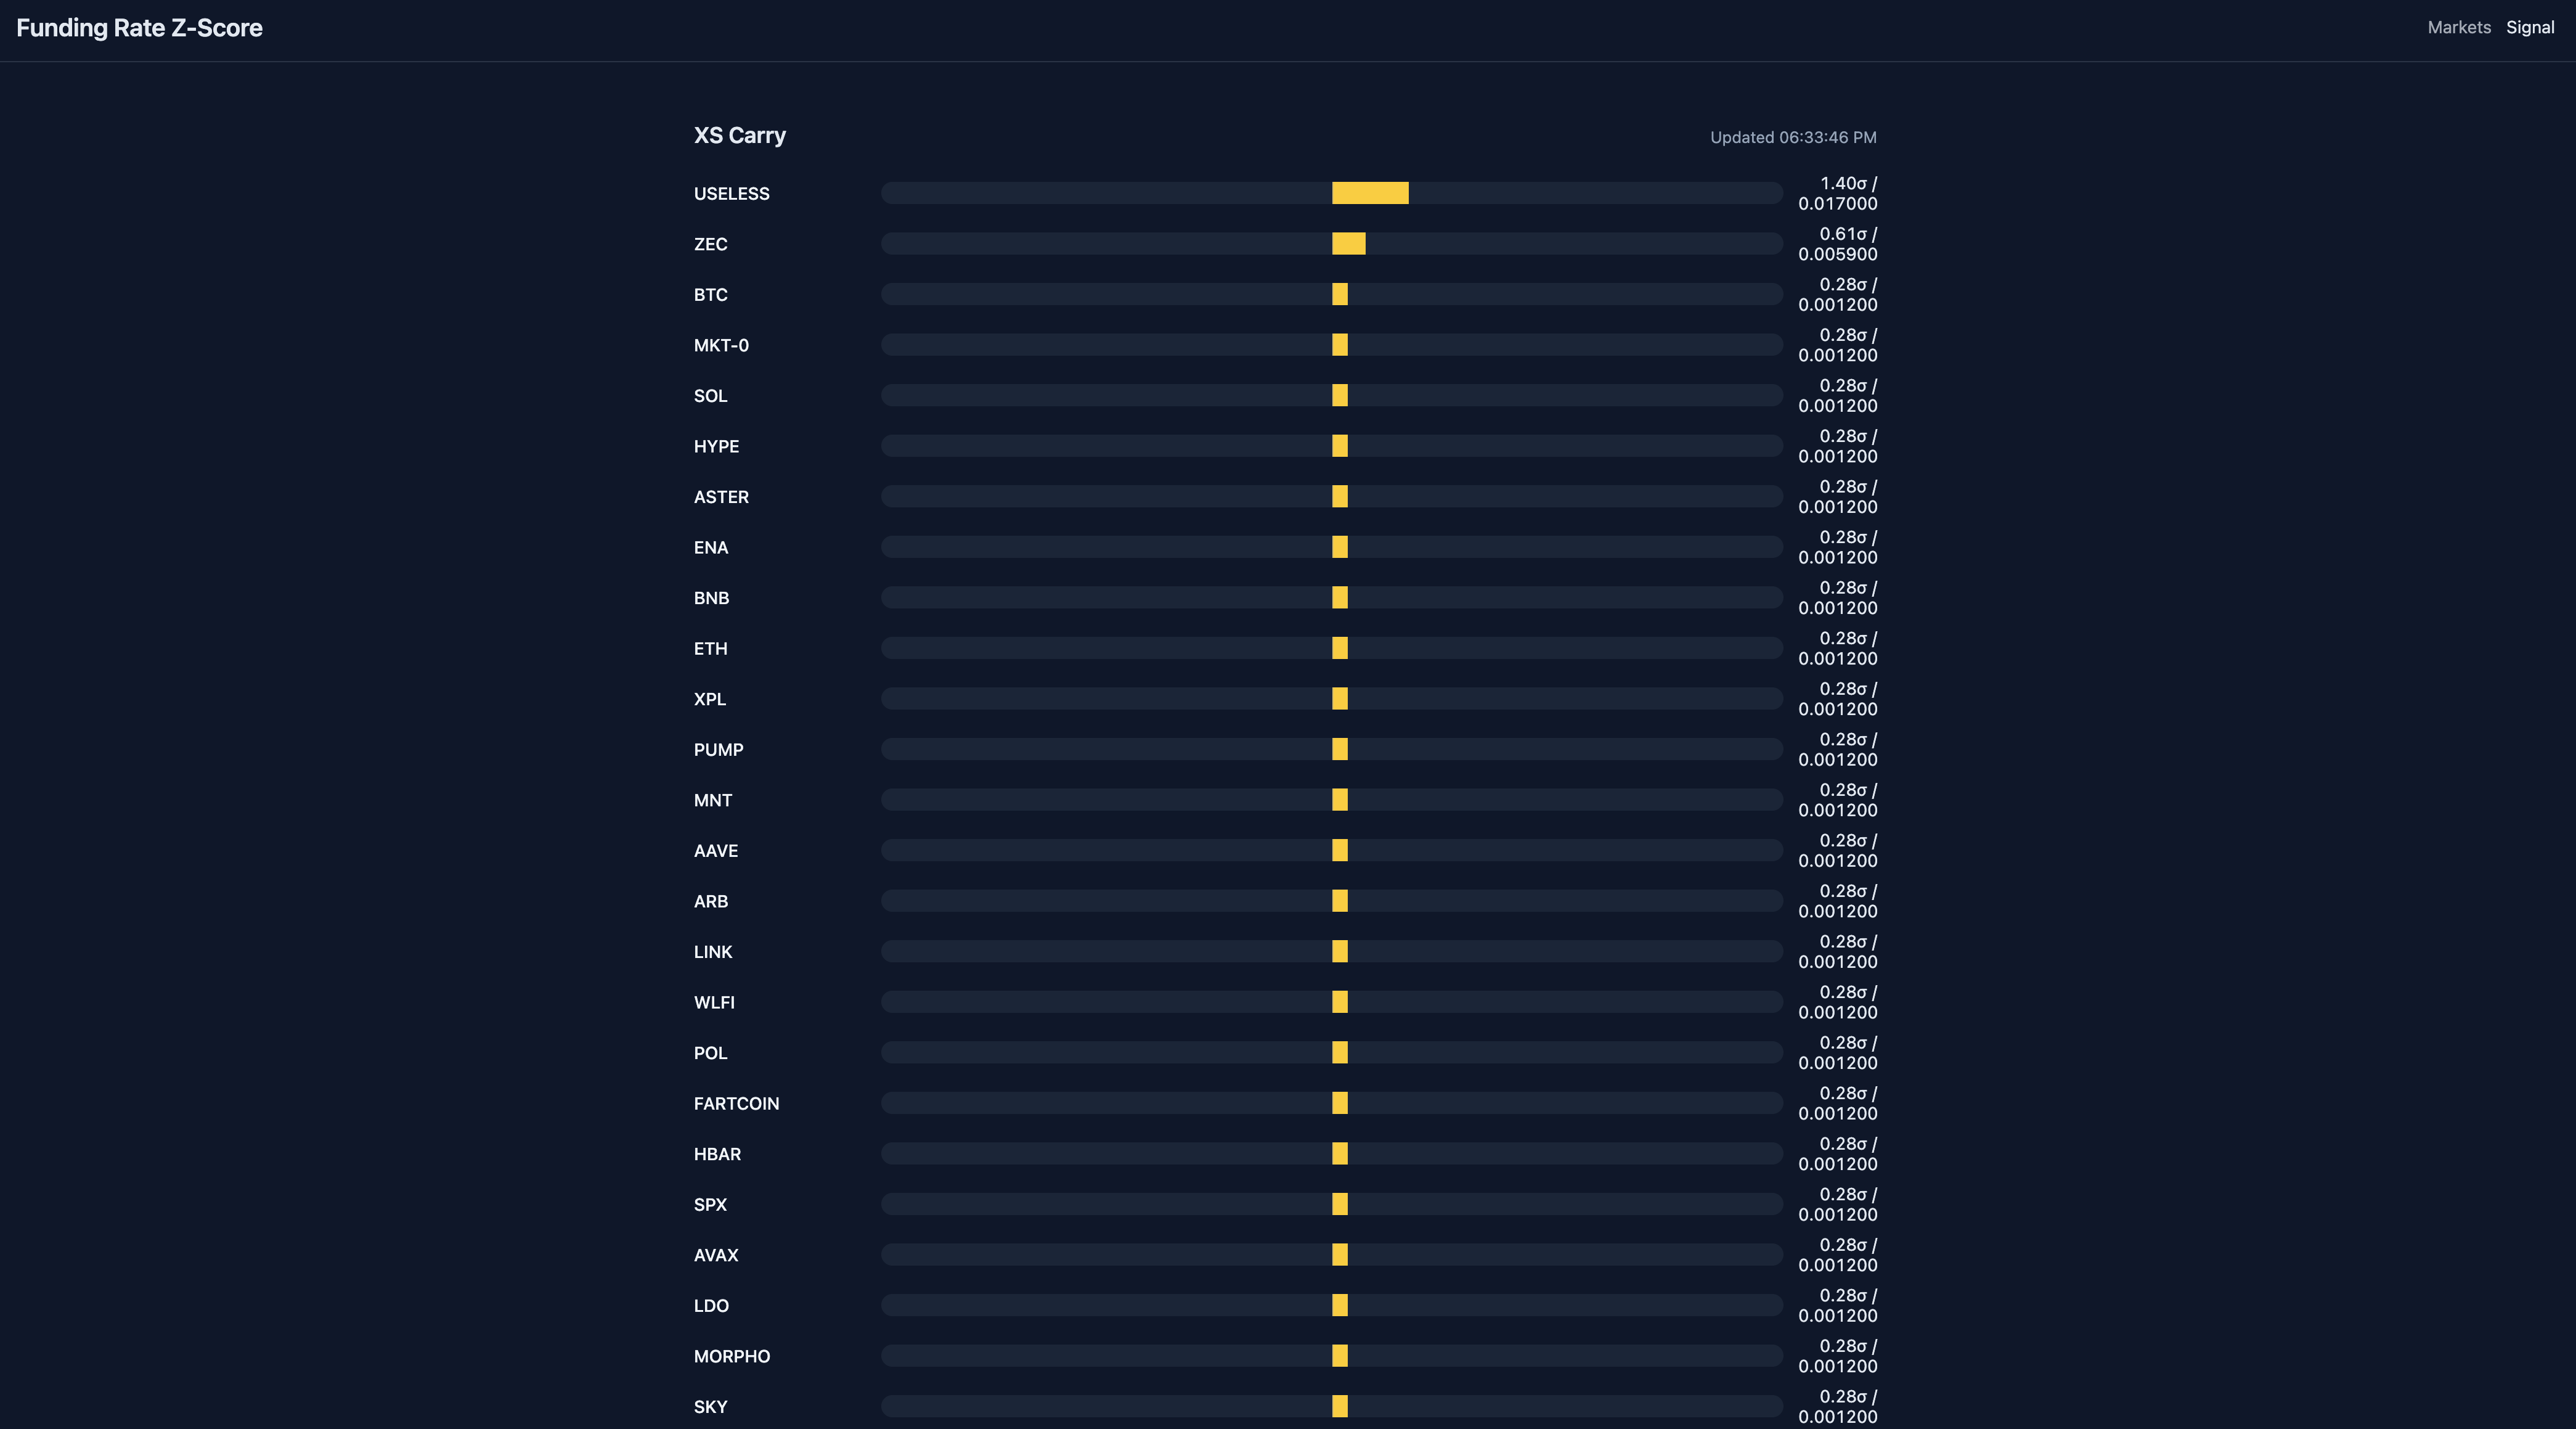 Funding Rate Z-Score
Markets Signal
XS Carry
Updated 06:33:46 PM
USELESS
1.40σ /
0.017000
ZEC
0.61σ /
0.005900
BTC
0.28σ /
0.001200
MKT-0
0.28σ /
0.001200
SOL
0.28σ /
0.001200
HYPE
0.28σ /
0.001200
ASTER
0.28σ /
0.001200
ENA
0.28σ /
0.001200
BNB
0.28σ /
0.001200
ETH
0.28σ /
0.001200
XPL
0.28σ /
0.001200
PUMP
0.28σ /
0.001200
MNT
0.28σ /
0.001200
AAVE
0.28σ /
0.001200
ARB
0.28σ /
0.001200
LINK
0.28σ /
0.001200
WLFI
0.28σ /
0.001200
POL
0.28σ /
0.001200
FARTCOIN
0.28σ /
0.001200
HBAR
0.28σ /
0.001200
SPX
0.28σ /
0.001200
AVAX
0.28σ /
0.001200
LDO
0.28σ /
0.001200
MORPHO
0.28σ /
0.001200
SKY
0.28σ /
0.001200